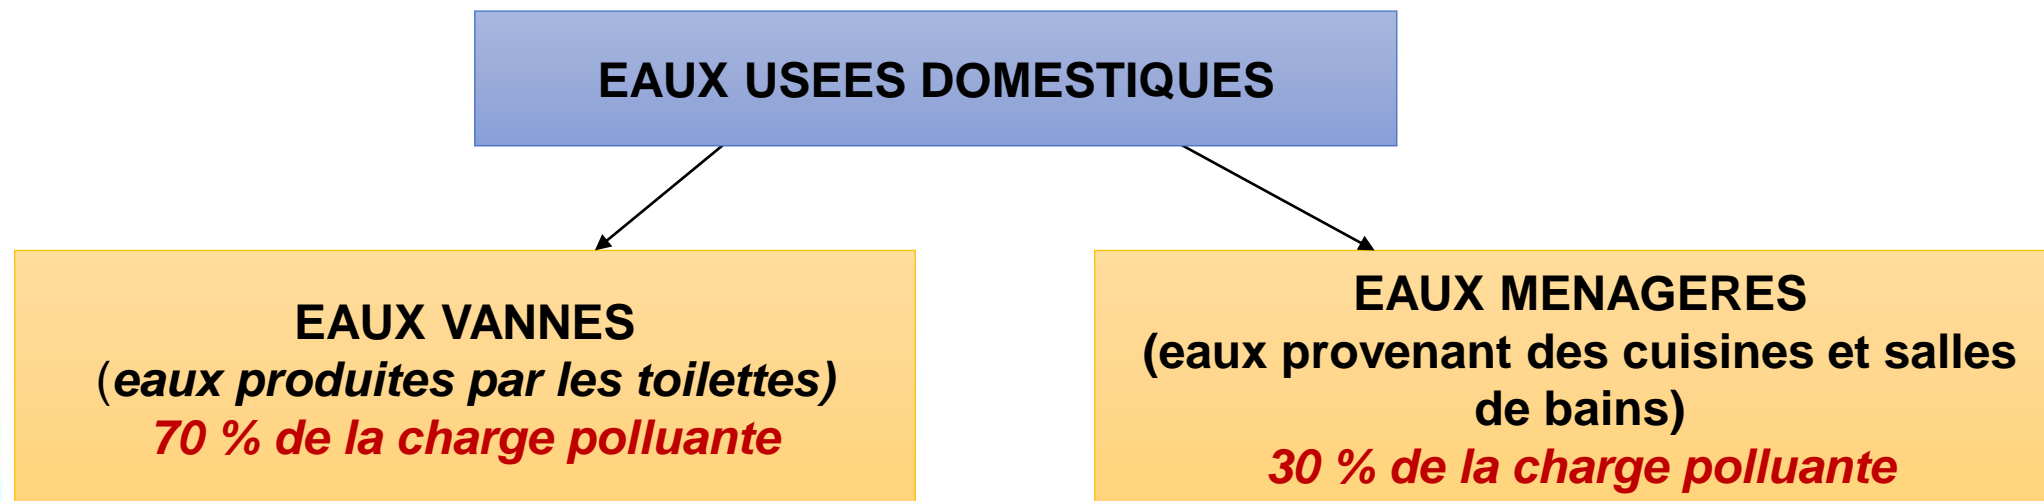 EAUX USEES DOMESTIQUES
EAUX VANNES
(eaux produites par les toilettes)
70 % de la charge polluante
EAUX MENAGERES
(eaux provenant des cuisines et salles
de bains)
30 % de la charge polluante